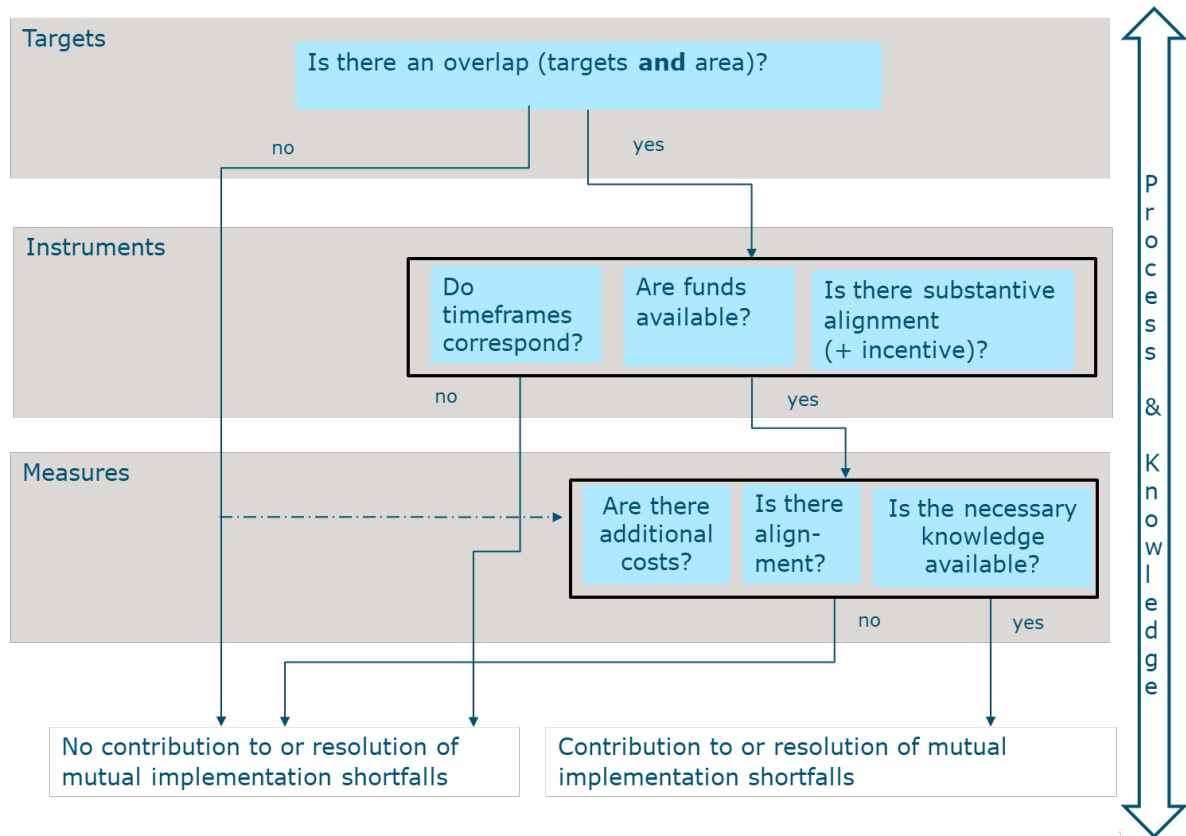 Targets
Is there an overlap (targets and area)?
no
yes
Instruments
Do
timeframes
correspond?
Are funds
available?
Is there substantive
alignment
(+ incentive)?
no
yes
Measures
Are there
additional
costs?
Is there
align-
ment?
Is the necessary
knowledge
available?
no
yes
No contribution to or resolution of
mutual implementation shortfalls
Contribution to or resolution of mutual
implementation shortfalls
Process & Knowledge